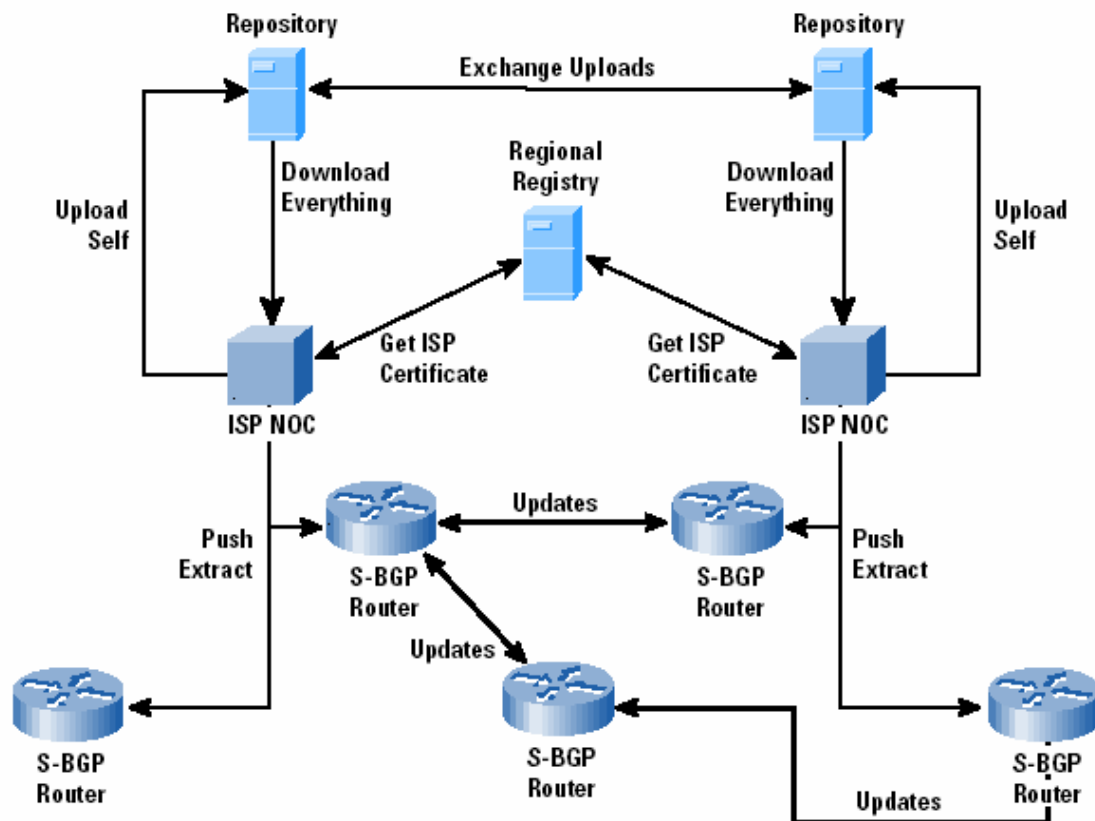 Repository
Repository
Exchange Uploads
Regional
Registry
Download
Everything
Download
Everything
Upload
Self
Upload
Self
Get ISP
Certificate
Get ISP
Certificate
ISP NOC
ISP NOC
Updates
Push
Extract
Push
Extract
S-BGP
Router
S-BGP
Router
Updates
S-BGP
Router
S-BGP
Router
S-BGP
Router
Updates